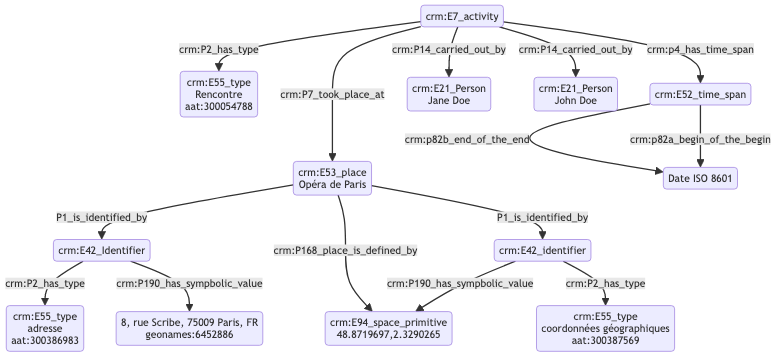 crm:E7_activity
crm:P2_has_type
crm:P14_carried_out_by
crm:P14_carried_out_by
crm:p4_has_time_span
crm:E55_type
Rencontre
aat:300054788
crm:P7_took_place_at
crm:E21_Person
Jane Doe
crm:E21_Person
John Doe
crm:E52_time_span
crm:p82b_end_of_the_end
crm:p82a_begin_of_the_begin
crm:E53_place
Opéra de Paris
Date ISO 8601
P1_is_identified_by
P1_is_identified_by
crm:E42_Identifier
crm:P168_place_is_defined_by
crm:E42_identifier
crm:P2_has_type
crm:P190_has_sympbolic_value
crm:P190_has_sympbolic_value
crm:P2_has_type
crm:E55_type
adresse
aat:300386983
8, rue Scribe, 75009 Paris, FR
geonames:6452886
crm:E94_space_primitive
48.8719697,2.3290265
crm:E55_type
coordonnées géographiques
aat:300387569